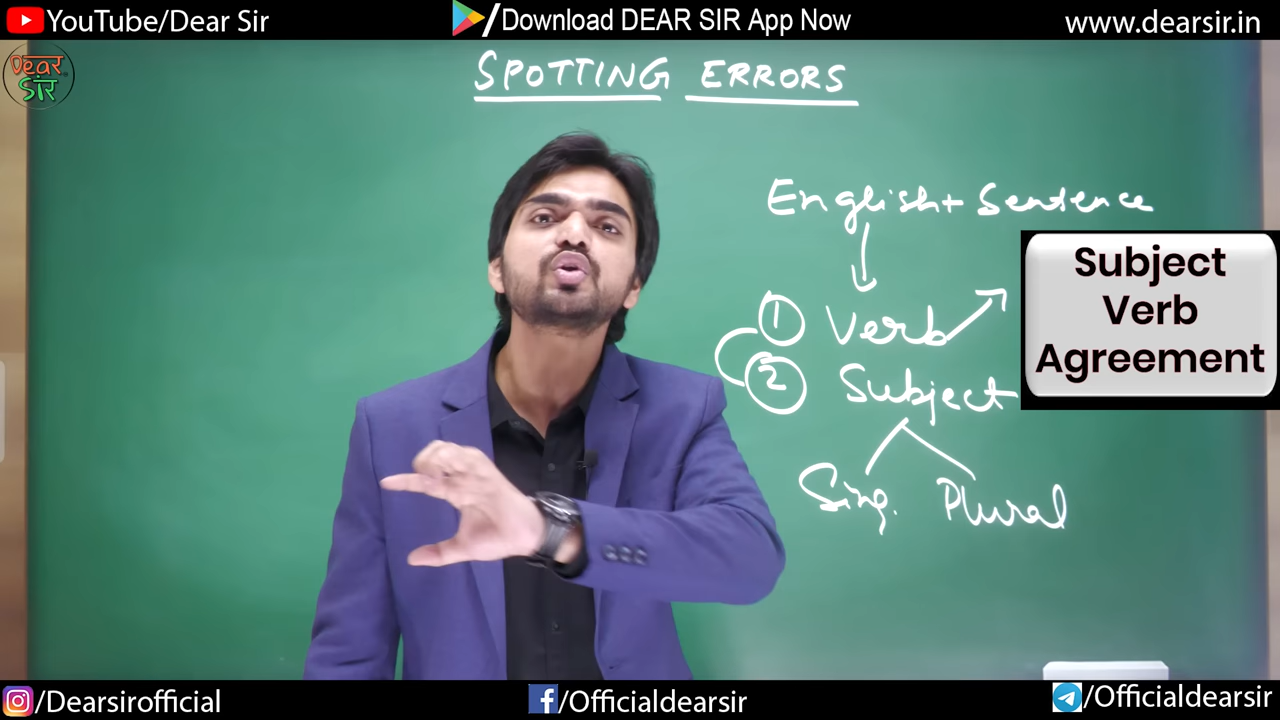 /YouTube/Dear Sir
/Download DEAR SIR App Now
www.dearsir.in
Dearसर
Sir
SPOTTING ERRORS
English + Sentence
① Verb
② Subject
Sing. Plural
Subject
Verb
Agreement
/Dearsirofficial
/Officialdearsir
/Officialdearsir